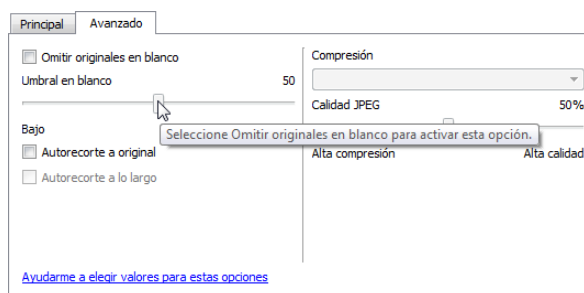 Principal Avanzado
Omitir originales en blanco
Umbral en blanco 50
Bajo
Autorecorte a original
Autorecorte a lo largo
Ayudarme a elegir valores para estas opciones
Compresión
Calidad JPEG 50%
Seleccione Omitir originales en blanco para activar esta opción.
Alta compresión Alta calidad